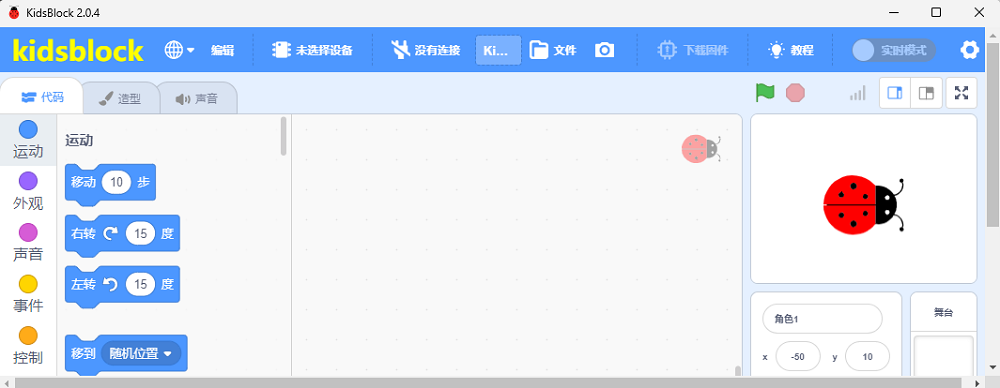 KidsBlock 2.0.4
kidsblock 编辑 未选择设备 没有连接 Ki... 文件 下载固件 教程 实时模式
代码 造型 声音
运动
外观
声音
事件
控制
运动
移动 10 步
右转 15 度
左转 15 度
移到 随机位置
角色1
x -50 y 10
舞台